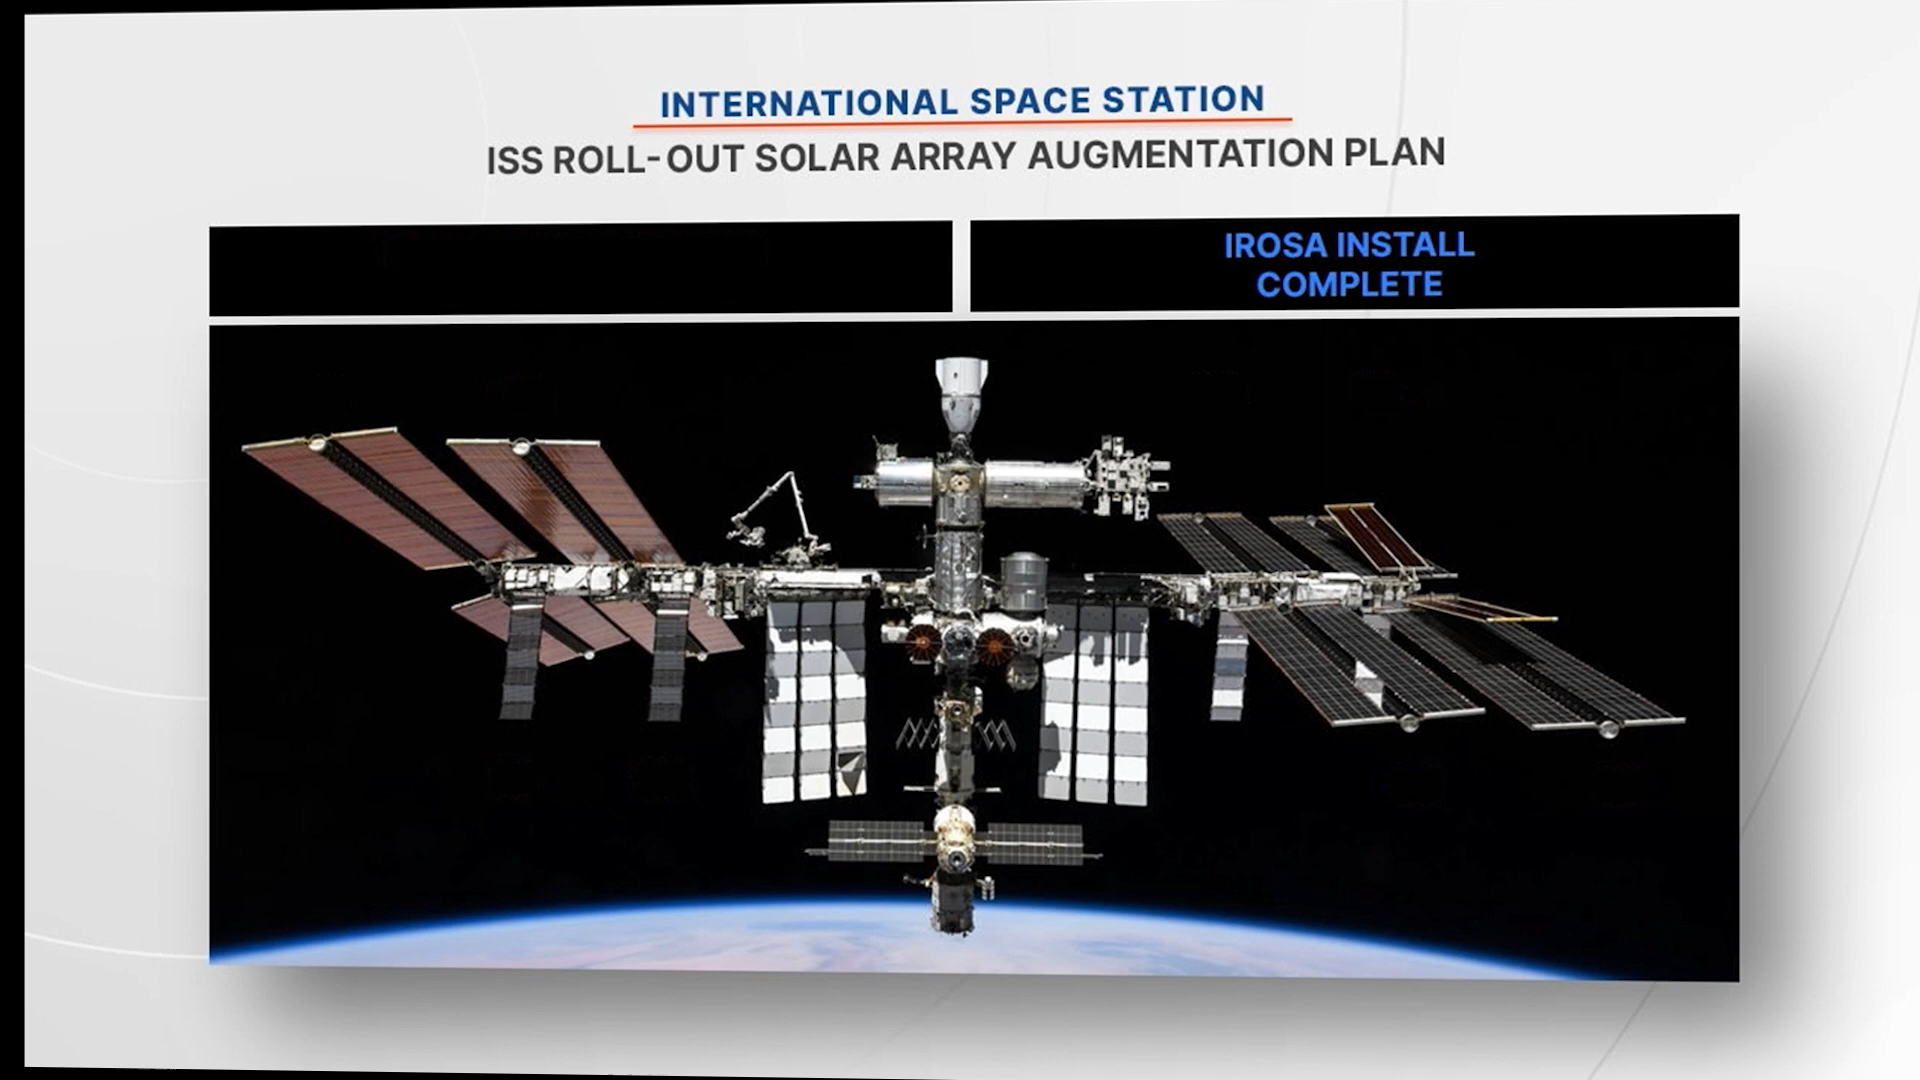 INTERNATIONAL SPACE STATION
ISS ROLL-OUT SOLAR ARRAY AUGMENTATION PLAN
IROSA INSTALL
COMPLETE